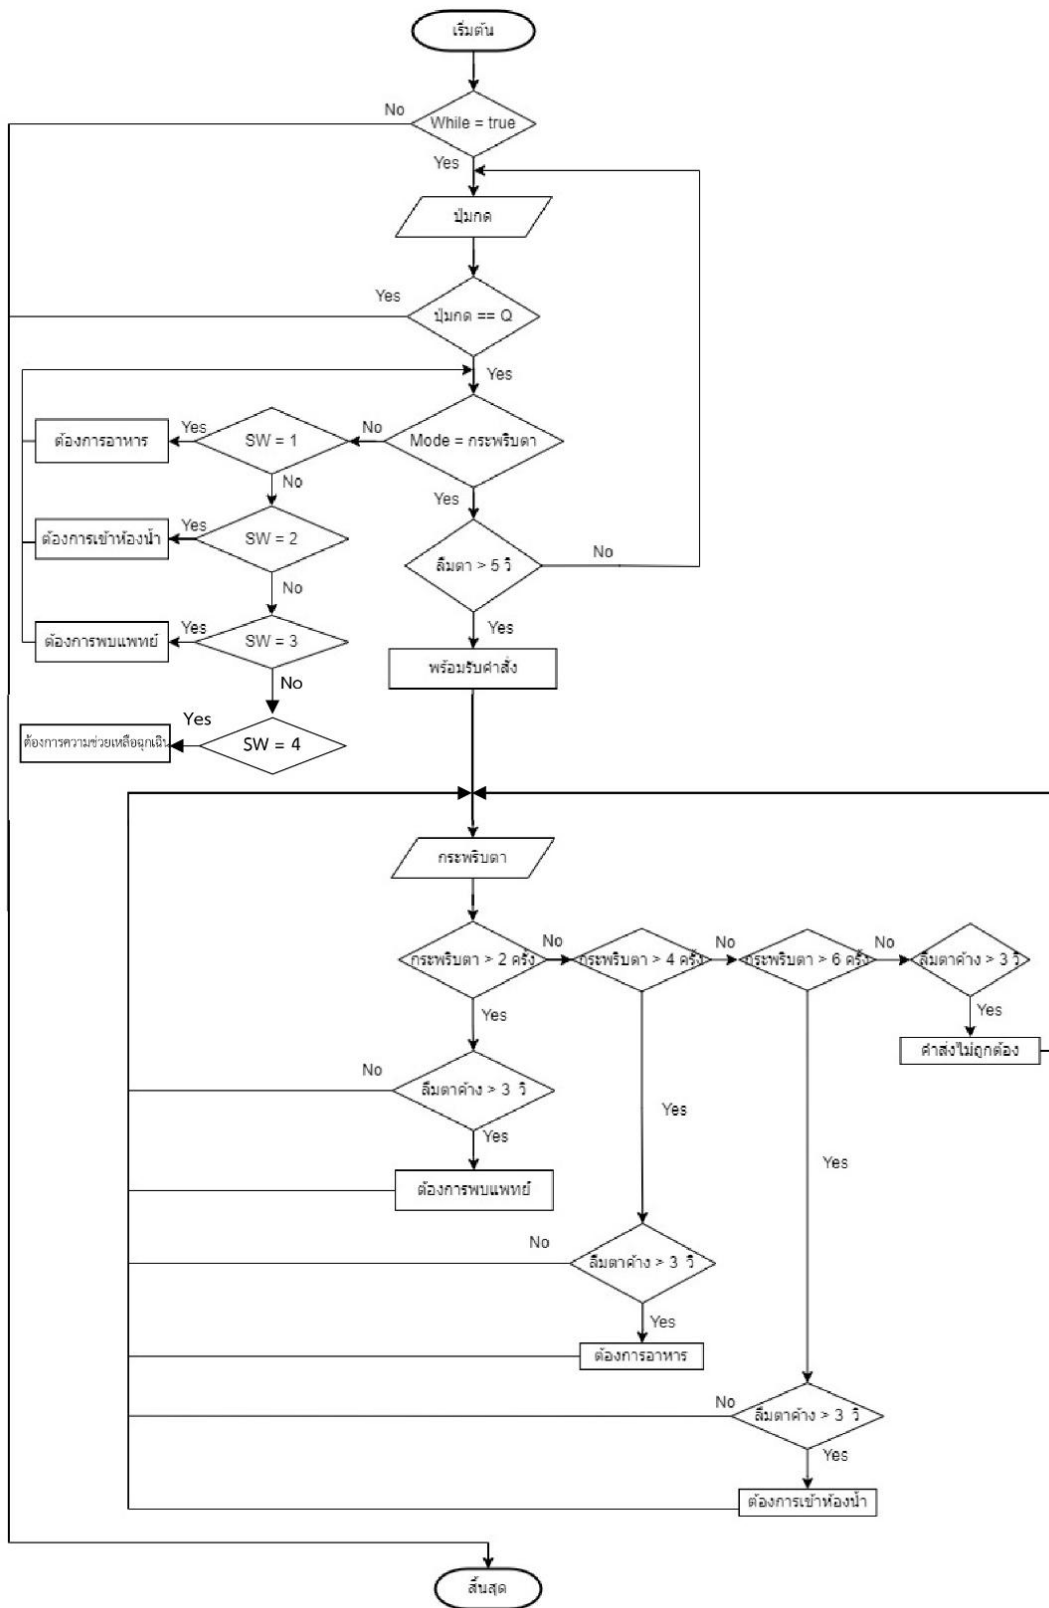 เริ่มต้น
No
While = true
Yes
ปุ่มกด
Yes
ปุ่มกด == Q
Yes
ต้องการอาหาร
Yes
SW = 1
No
Mode = กระพริบตา
No
Yes
ต้องการเข้าห้องน้ำ
Yes
SW = 2
ลืมตา > 5 วิ
No
No
ต้องการพบแพทย์
Yes
SW = 3
Yes
No
พร้อมรับคำสั่ง
ต้องการความช่วยเหลือฉุกเฉิน
Yes
SW = 4
กระพริบตา
กระพริบตา > 2 ครั้ง
No
กระพริบตา > 4 ครั้ง
No
กระพริบตา > 6 ครั้ง
No
ลืมตาค้าง > 3 วิ
Yes
Yes
คำสั่งไม่ถูกต้อง
No
ลืมตาค้าง > 3 วิ
Yes
Yes
Yes
ต้องการพบแพทย์
No
ลืมตาค้าง > 3 วิ
Yes
ต้องการอาหาร
No
ลืมตาค้าง > 3 วิ
Yes
ต้องการเข้าห้องน้ำ
สิ้นสุด